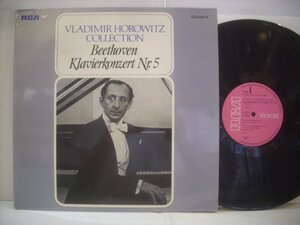 RCA
VLADIMIR HOROWITZ
COLLECTION
Beethoven
Klavierkonzert Nr. 5
RCA
Victrola